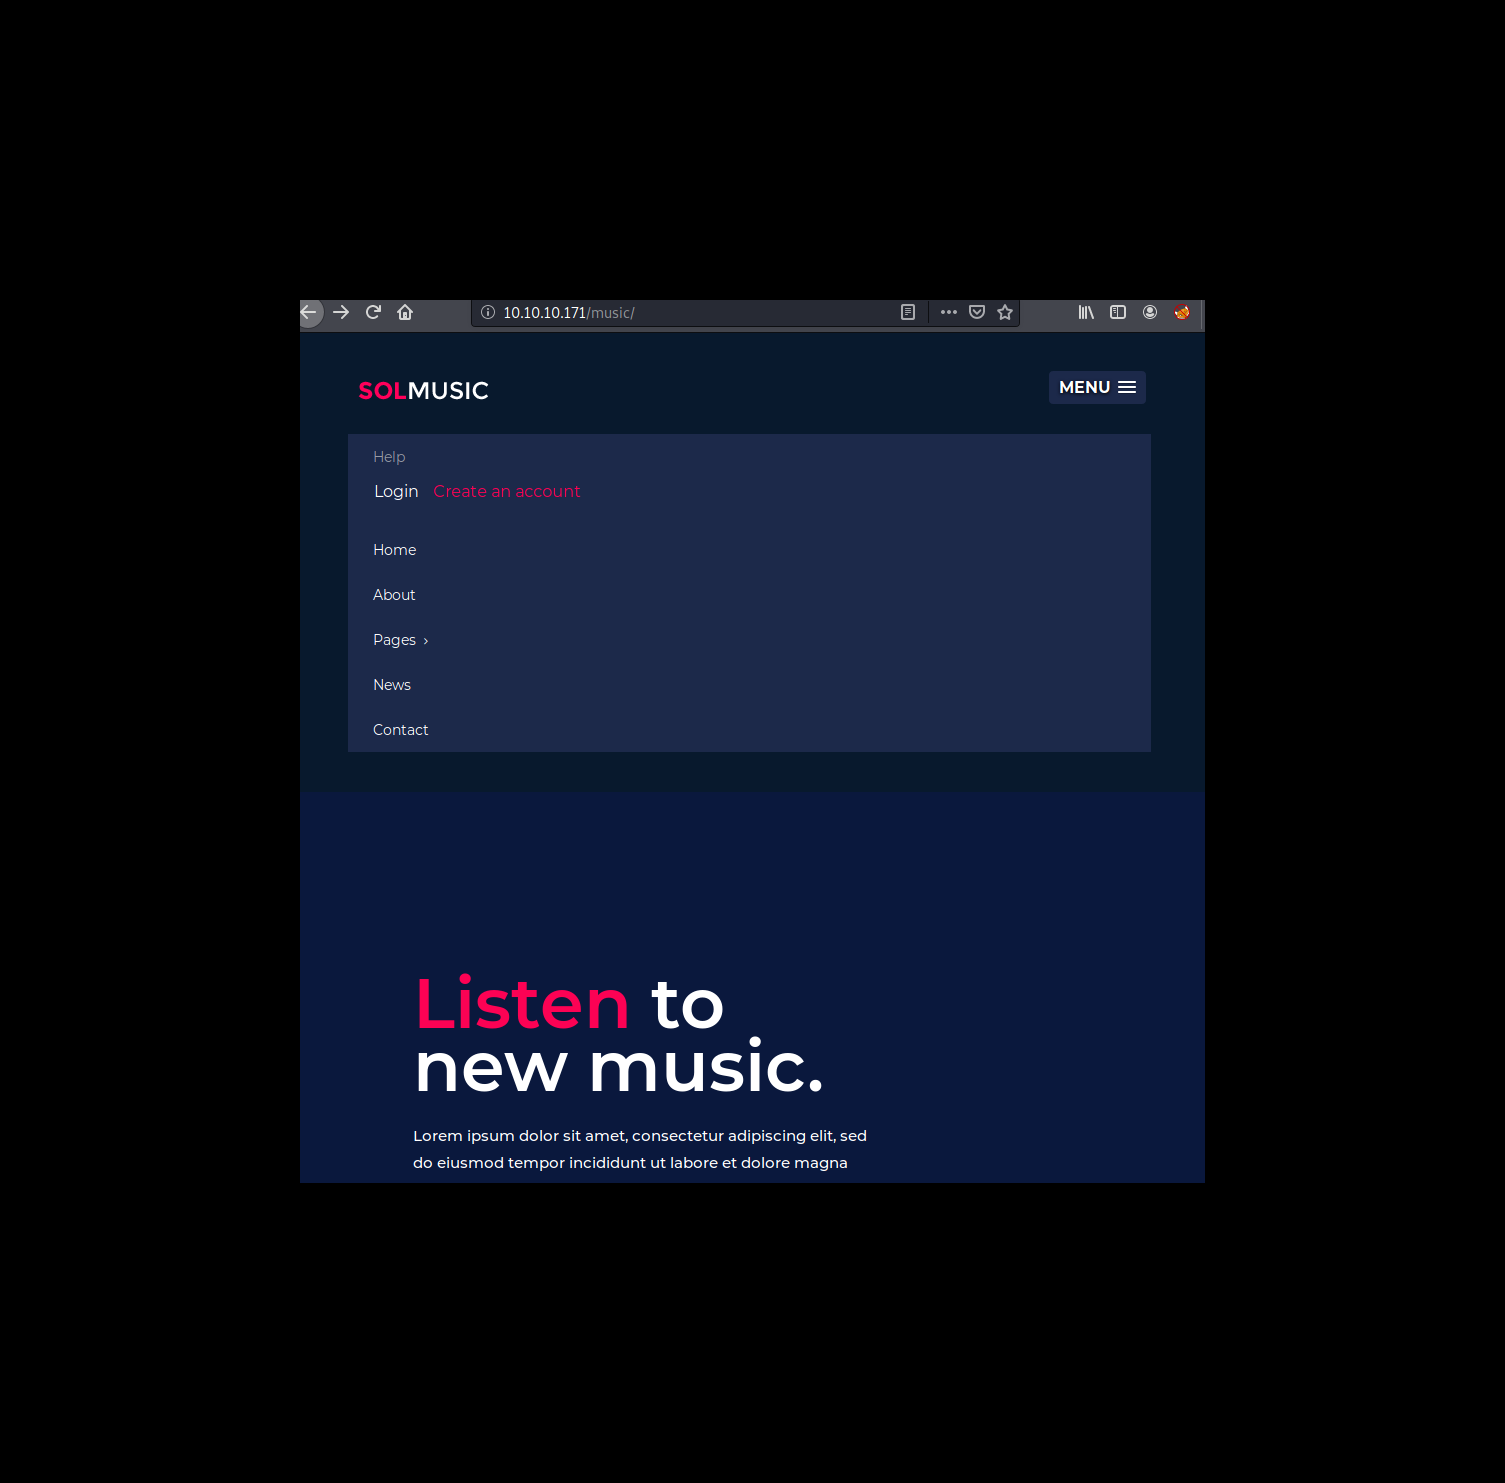 10.10.10.171/music/
SOLMUSIC
MENU
Help
Login Create an account
Home
About
Pages ›
News
Contact
Listen to
new music.
Lorem ipsum dolor sit amet, consectetur adipiscing elit, sed
do eiusmod tempor incididunt ut labore et dolore magna